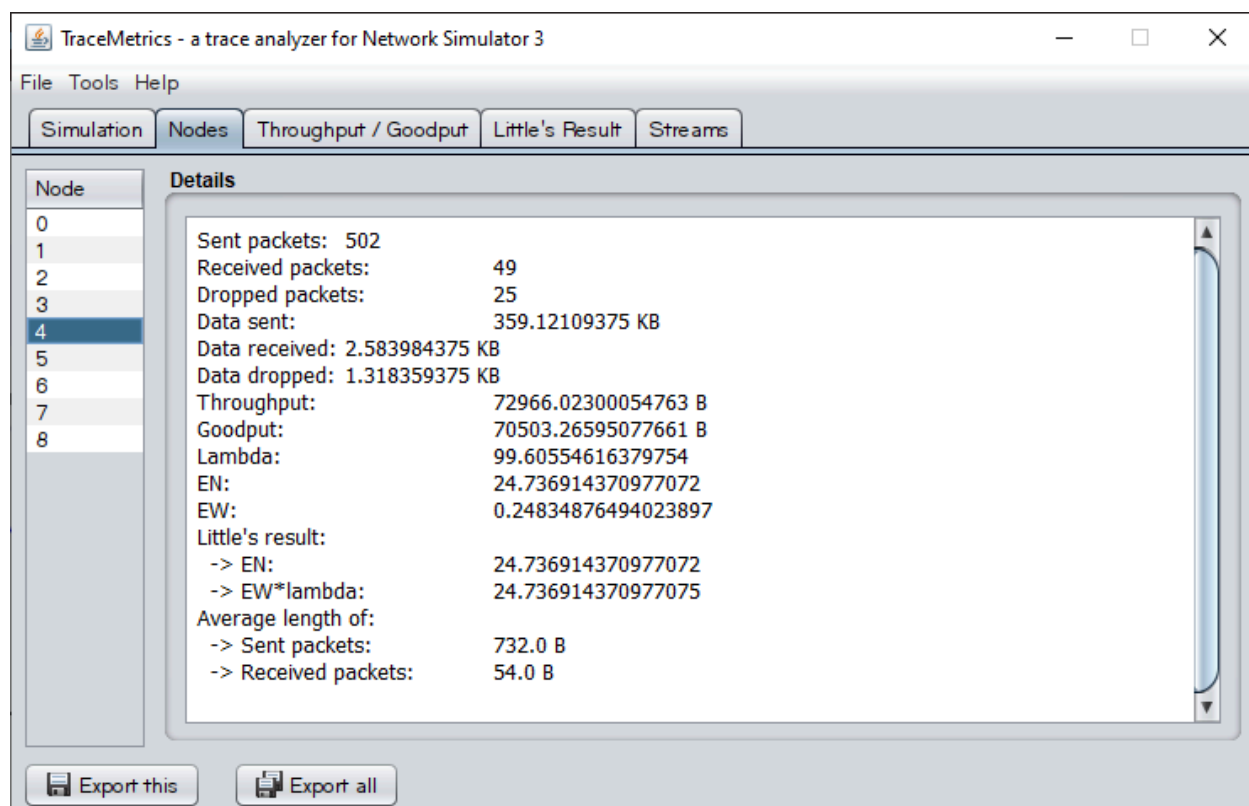 TraceMetrics - a trace analyzer for Network Simulator 3
File Tools Help
Simulation Nodes Throughput / Goodput Little's Result Streams
Node
0
1
2
3
4
5
6
7
8
Details
Sent packets: 502
Received packets: 49
Dropped packets: 25
Data sent: 359.12109375 KB
Data received: 2.583984375 KB
Data dropped: 1.318359375 KB
Throughput: 72966.02300054763 B
Goodput: 70503.26595077661 B
Lambda: 99.60554616379754
EN: 24.736914370977072
EW: 0.24834876494023897
Little's result:
-> EN: 24.736914370977072
-> EW*lambda: 24.736914370977075
Average length of:
-> Sent packets: 732.0 B
-> Received packets: 54.0 B
Export this Export all